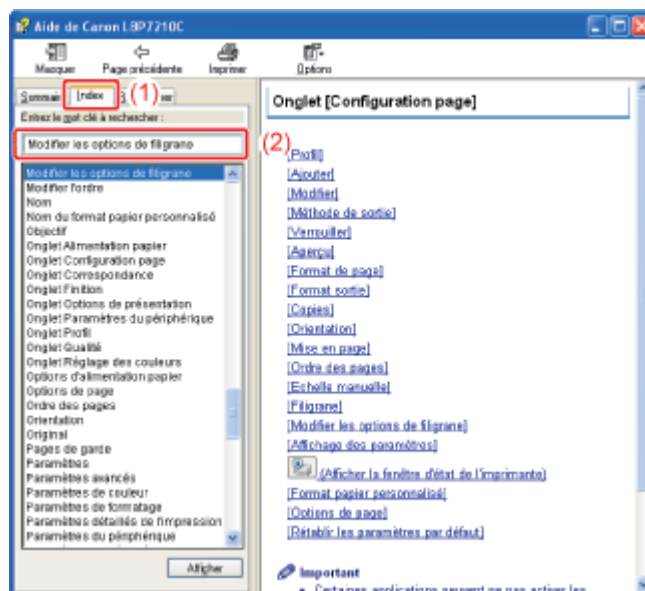 Aide de Canon LBP7210C
Masquer Page précédente Imprimer Options
Index (1)
Entrez le mot clé à rechercher :
Modifier les options de filigrane
(2)
Modifier les options de filigrane
Modifier l'ordre
Nom
Nom du format papier personnalisé
Objectif
Onglet Alimentation papier
Onglet Configuration page
Onglet Correspondance
Onglet Finition
Onglet Options de présentation
Onglet Paramètres du périphérique
Onglet Profil
Onglet Qualité
Onglet Réglage des couleurs
Options d'alimentation papier
Options de page
Ordre des pages
Orientation
Original
Pages de garde
Paramètres
Paramètres avancés
Paramètres de couleur
Paramètres de formatage
Paramètres détaillés de l'impression
Paramètres du périphérique
Afficher
Onglet [Configuration page]
[Profil]
[Ajouter]
[Modifier]
[Méthode de sortie]
[Verrouiller]
[Aperçu]
[Format de page]
[Format sortie]
[Copies]
[Orientation]
[Mise en page]
[Ordre des pages]
[Echelle manuelle]
[Filigrane]
[Modifier les options de filigrane]
[Affichage des paramètres]
(Afficher la fenêtre d'état de l'imprimante)
[Format papier personnalisé]
[Options de page]
[Rétablir les paramètres par défaut]
Important
• Certaines applications peuvent ne pas activer les